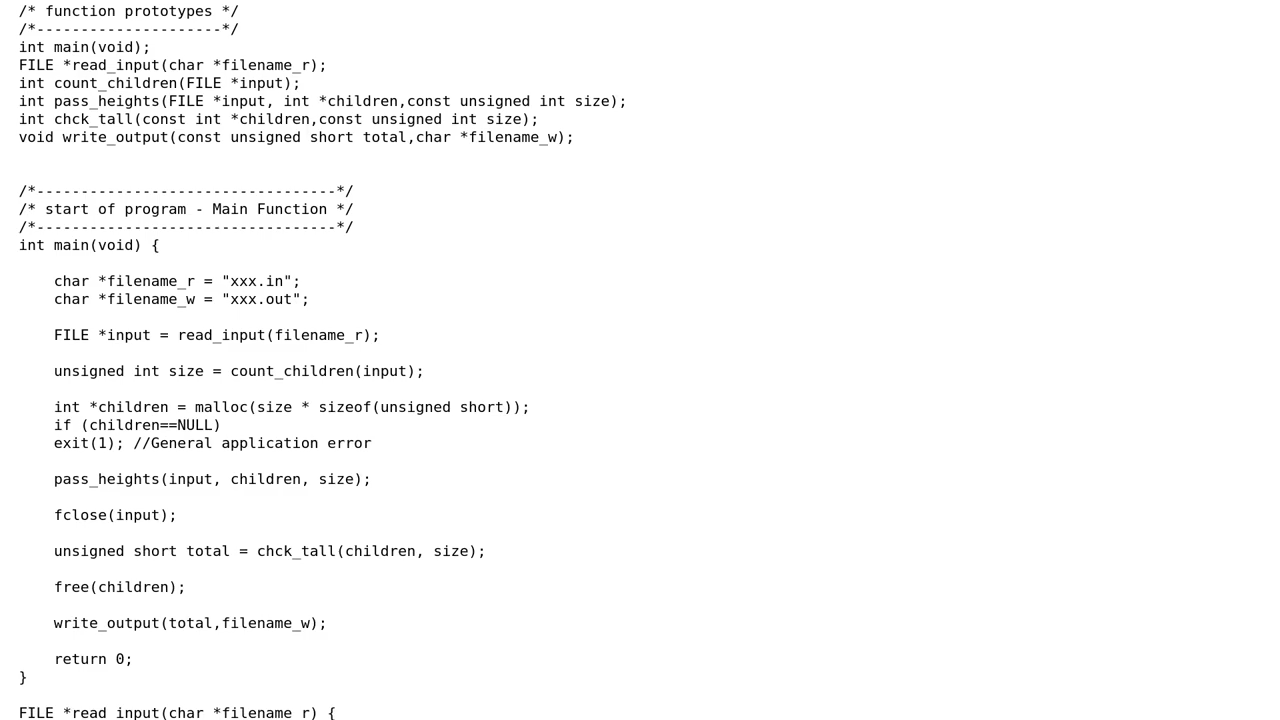 /* function prototypes */
/*---------------------*/
int main(void);
FILE *read_input(char *filename_r);
int count_children(FILE *input);
int pass_heights(FILE *input, int *children,const unsigned int size);
int chck_tall(const int *children,const unsigned int size);
void write_output(const unsigned short total,char *filename_w);
/*----------------------------------*/
/* start of program - Main Function */
/*----------------------------------*/
int main(void) {
    char *filename_r = "xxx.in";
    char *filename_w = "xxx.out";
    FILE *input = read_input(filename_r);
    unsigned int size = count_children(input);
    int *children = malloc(size * sizeof(unsigned short));
    if (children==NULL)
    exit(1); //General application error
    pass_heights(input, children, size);
    fclose(input);
    unsigned short total = chck_tall(children, size);
    free(children);
    write_output(total,filename_w);
    return 0;
}
FILE *read_input(char *filename_r) {